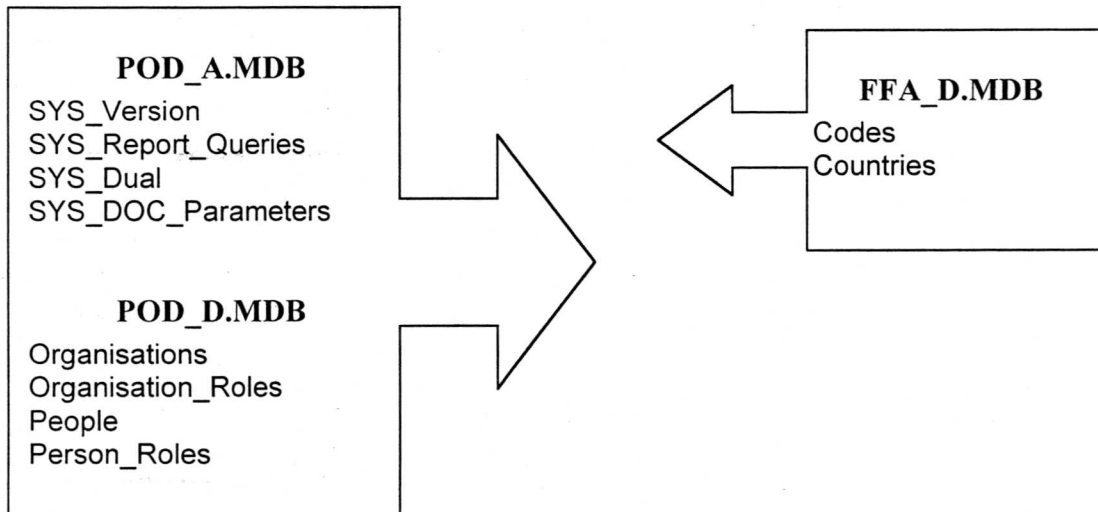 POD_A.MDB
SYS_Version
SYS_Report_Queries
SYS_Dual
SYS_DOC_Parameters
POD_D.MDB
Organisations
Organisation_Roles
People
Person_Roles
FFA_D.MDB
Codes
Countries